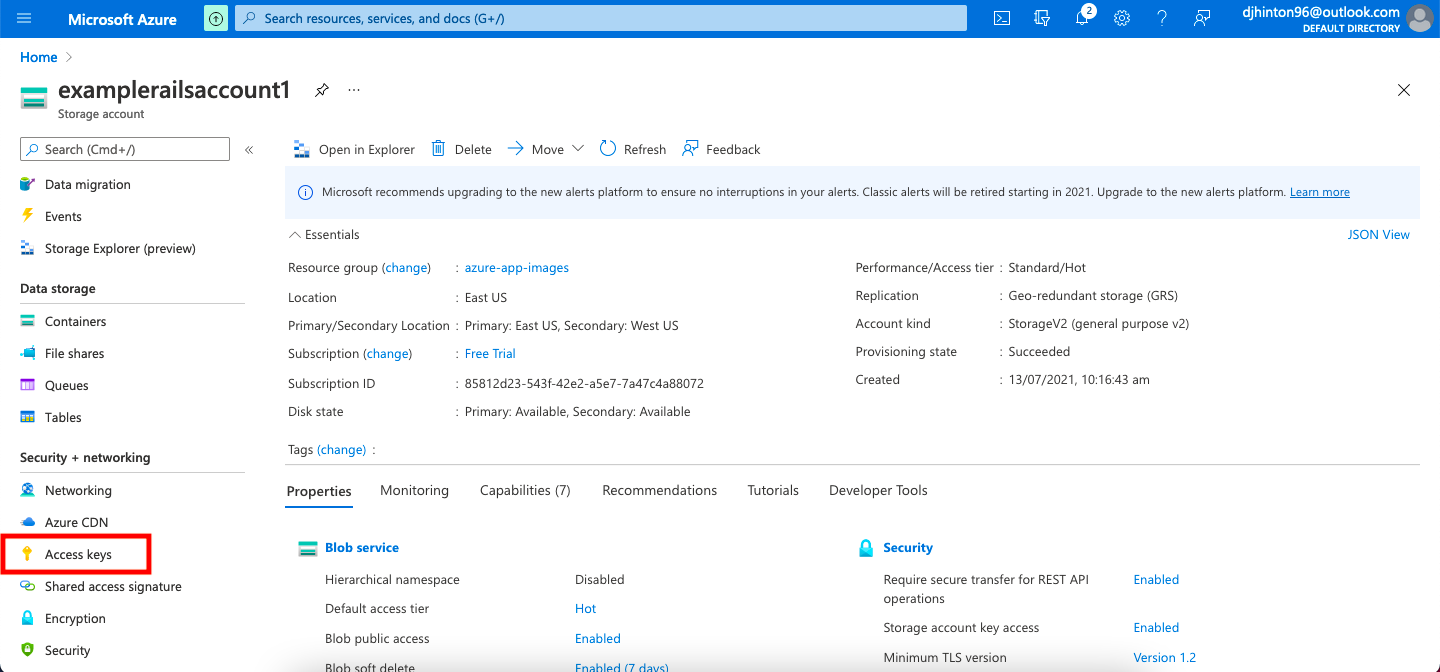 Microsoft Azure
Search resources, services, and docs (G+/)
2
djhinton96@outlook.com
DEFAULT DIRECTORY
Home
examplerailsaccount1
...
Storage account
Search (Cmd+/)
«
Data migration
Events
Storage Explorer (preview)
Data storage
Containers
File shares
Queues
Tables
Security + networking
Networking
Azure CDN
Access keys
Shared access signature
Encryption
Security
Open in Explorer
Delete
Move
Refresh
Feedback
Microsoft recommends upgrading to the new alerts platform to ensure no interruptions in your alerts. Classic alerts will be retired starting in 2021. Upgrade to the new alerts platform. Learn more
Essentials
JSON View
Resource group (change) : azure-app-images
Location : East US
Primary/Secondary Location : Primary: East US, Secondary: West US
Subscription (change) : Free Trial
Subscription ID : 85812d23-543f-42e2-a5e7-7a47c4a88072
Disk state : Primary: Available, Secondary: Available
Performance/Access tier : Standard/Hot
Replication : Geo-redundant storage (GRS)
Account kind : StorageV2 (general purpose v2)
Provisioning state : Succeeded
Created : 13/07/2021, 10:16:43 am
Tags (change) :
Properties
Monitoring
Capabilities (7)
Recommendations
Tutorials
Developer Tools
Blob service
Hierarchical namespace Disabled
Default access tier Hot
Blob public access Enabled
Blob soft delete Enabled (7 days)
Security
Require secure transfer for REST API Enabled
operations
Storage account key access Enabled
Minimum TLS version Version 1.2